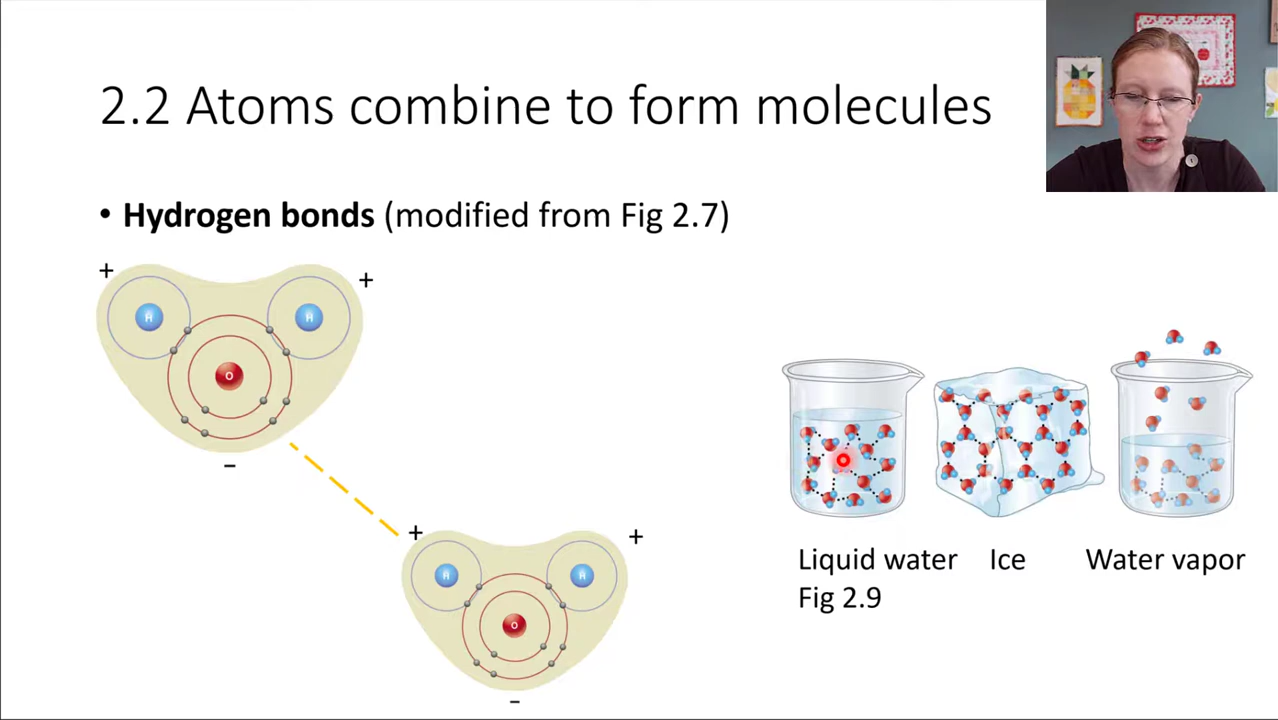 2.2 Atoms combine to form molecules
• Hydrogen bonds (modified from Fig 2.7)
+ +
H H
O
–
+ +
H H
O
–
Liquid water Ice Water vapor
Fig 2.9